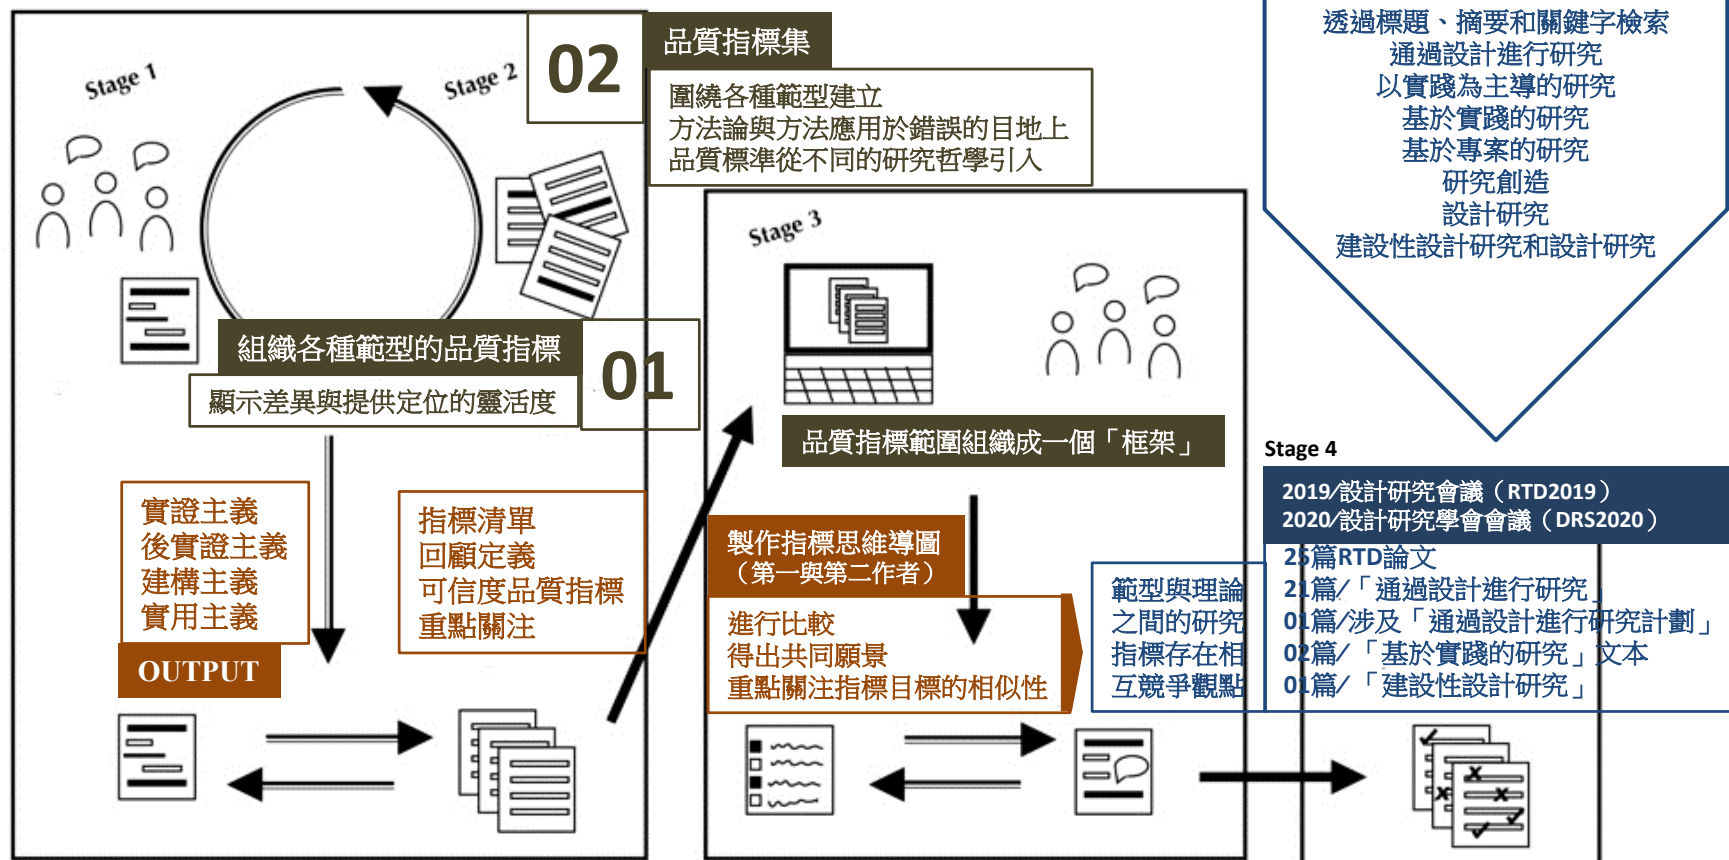 Stage 1
Stage 2
02
品質指標集
圍繞各種範型建立
方法論與方法應用於錯誤的目地上
品質標準從不同的研究哲學引入
組織各種範型的品質指標
01
顯示差異與提供定位的靈活度
實證主義
後實證主義
建構主義
實用主義
OUTPUT
指標清單
回顧定義
可信度品質指標
重點關注
Stage 3
品質指標範圍組織成一個「框架」
製作指標思維導圖
（第一與第二作者）
進行比較
得出共同願景
重點關注指標目標的相似性
範型與理論
之間的研究
指標存在相
互競爭觀點
透過標題、摘要和關鍵字檢索
通過設計進行研究
以實踐為主導的研究
基於實踐的研究
基於專案的研究
研究創造
設計研究
建設性設計研究和設計研究
Stage 4
2019/設計研究會議（RTD2019）
2020/設計研究學會會議（DRS2020）
25篇RTD論文
21篇/「通過設計進行研究」
01篇/涉及「通過設計進行研究計劃」
02篇/「基於實踐的研究」文本
01篇/「建設性設計研究」